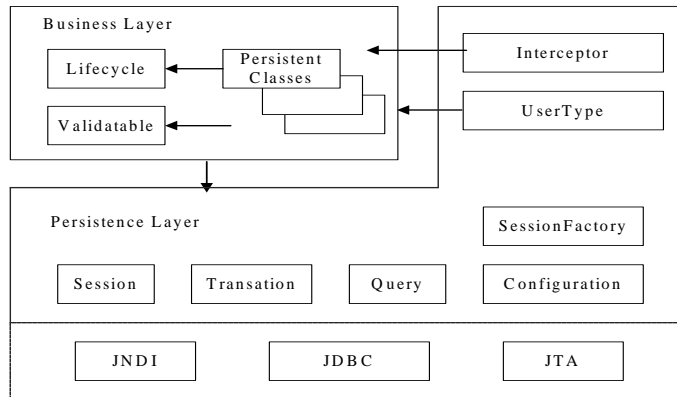 Business Layer
Lifecycle
Persistent
Classes
Validatable
Interceptor
UserType
Persistence Layer
SessionFactory
Session
Transation
Query
Configuration
JNDI
JDBC
JTA